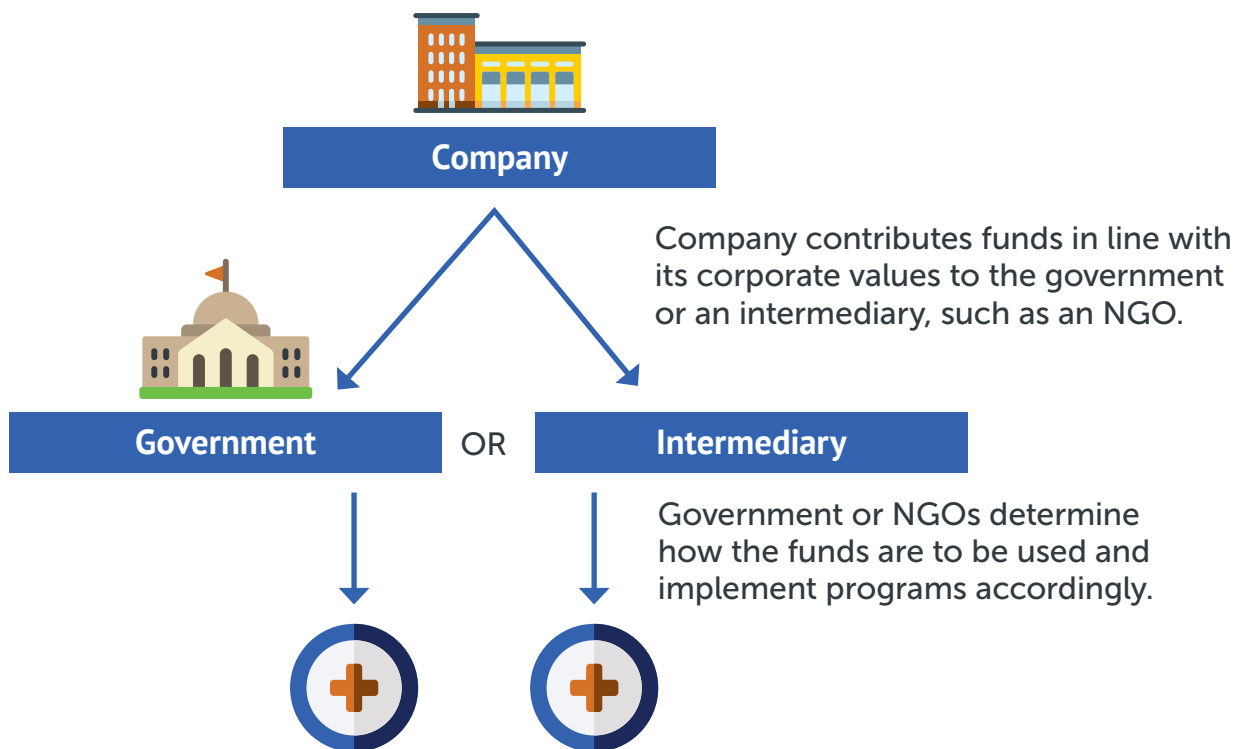 Company
Company contributes funds in line with
its corporate values to the government
or an intermediary, such as an NGO.
Government
OR
Intermediary
Government or NGOs determine
how the funds are to be used and
implement programs accordingly.